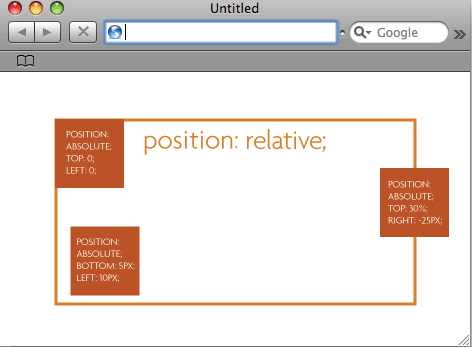 Untitled
Google
position: relative;
POSITION:
ABSOLUTE;
TOP: 0;
LEFT: 0;
POSITION:
ABSOLUTE;
TOP: 30%;
RIGHT: -25PX;
POSITION:
ABSOLUTE;
BOTTOM: 5PX;
LEFT: 10PX;